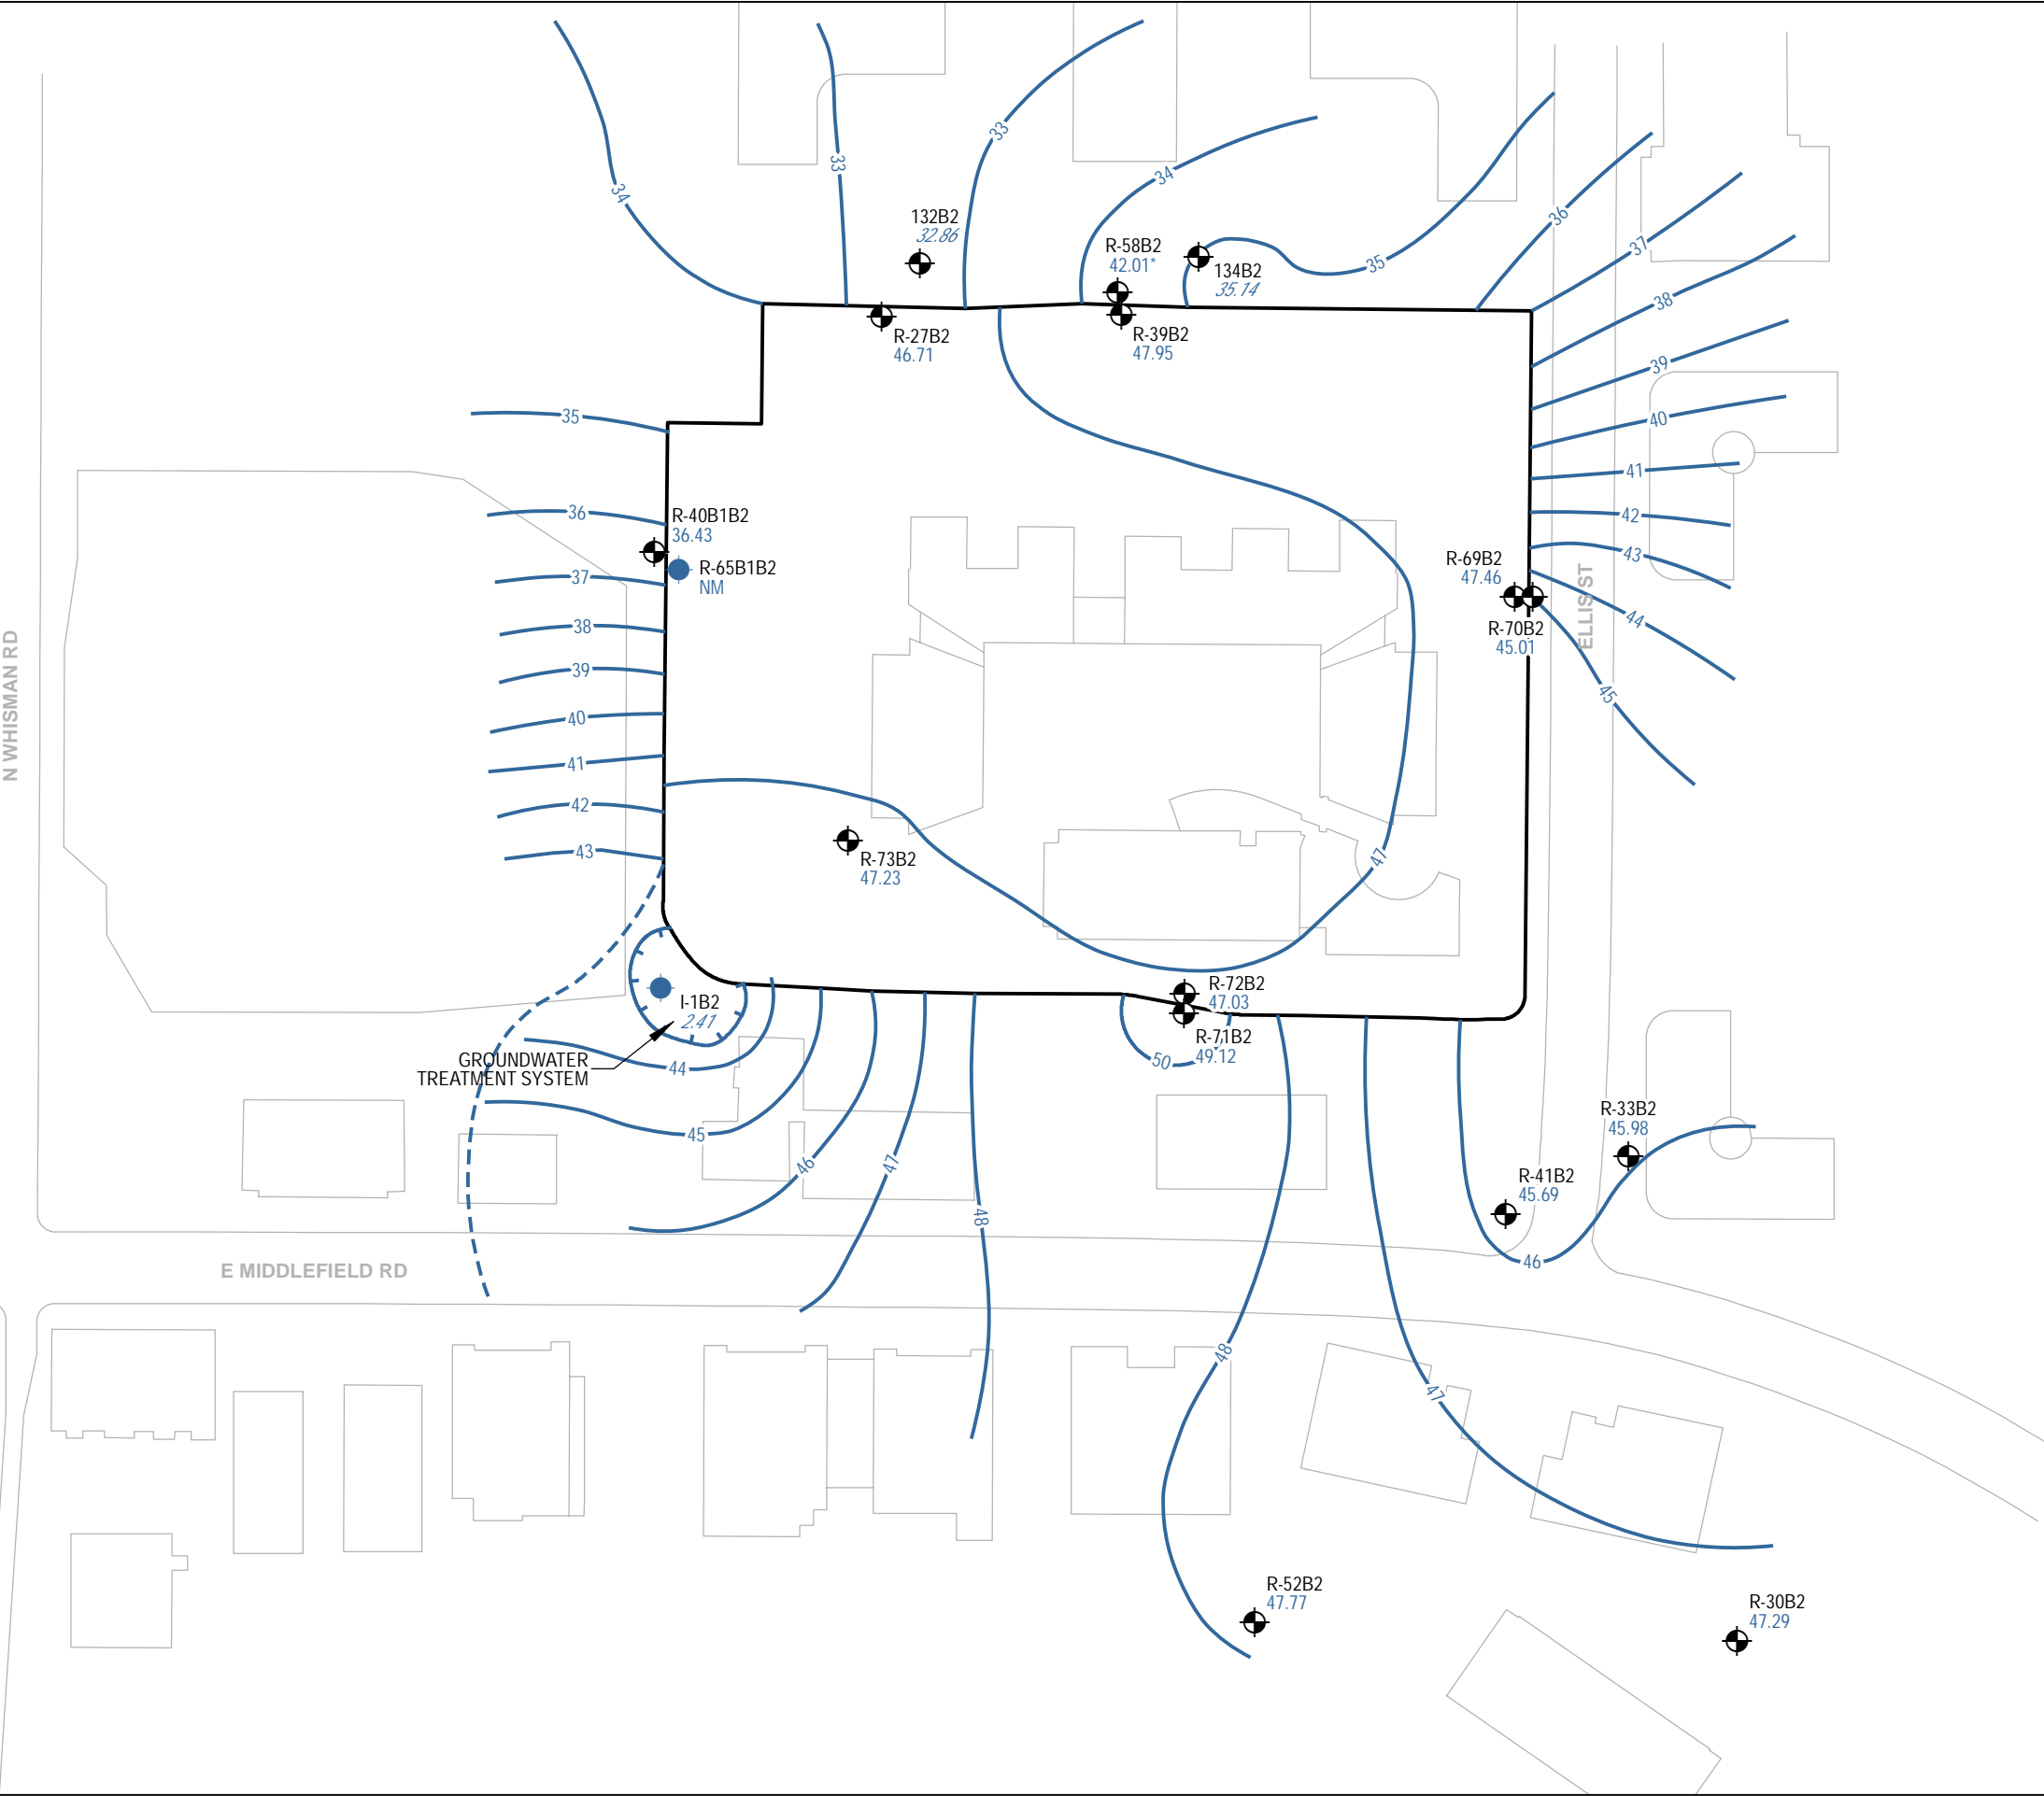 33
33
34
34
132B2
32.86
36
R-58B2
42.01*
37
134B2
35.14
35
38
R-27B2
46.71
R-39B2
47.95
39
35
40
41
36
R-40B1B2
36.43
42
43
R-69B2
47.46
R-65B1B2
NM
37
ELLIS ST
44
38
R-70B2
45.01
39
45
N WHISMAN RD
40
41
42
43
47
R-73B2
47.23
R-72B2
47.03
I-1B2
2.41
R-71B2
49.12
50
GROUNDWATER
TREATMENT SYSTEM
44
R-33B2
45.98
45
46
47
R-41B2
45.69
48
46
E MIDDLEFIELD RD
48
47
R-52B2
47.77
R-30B2
47.29